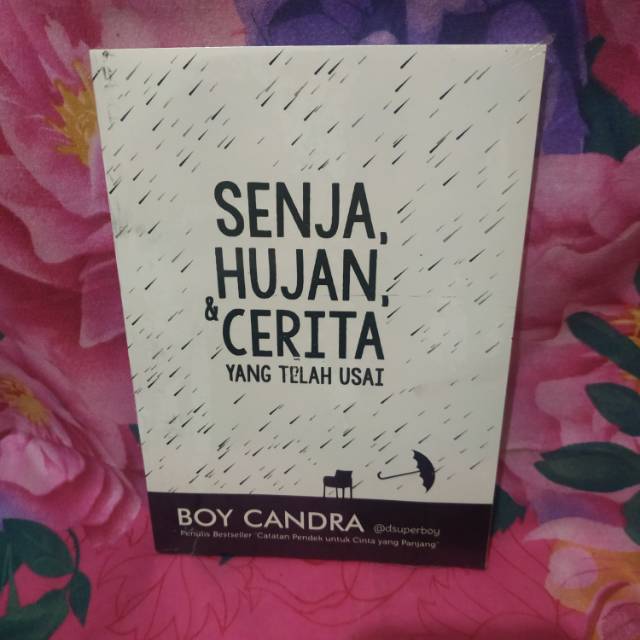 SENJA,
HUJAN,
& CERITA
YANG TELAH USAI
BOY CANDRA @dsuperboy
Penulis Bestseller "Catatan Pendek untuk Cinta yang Panjang"